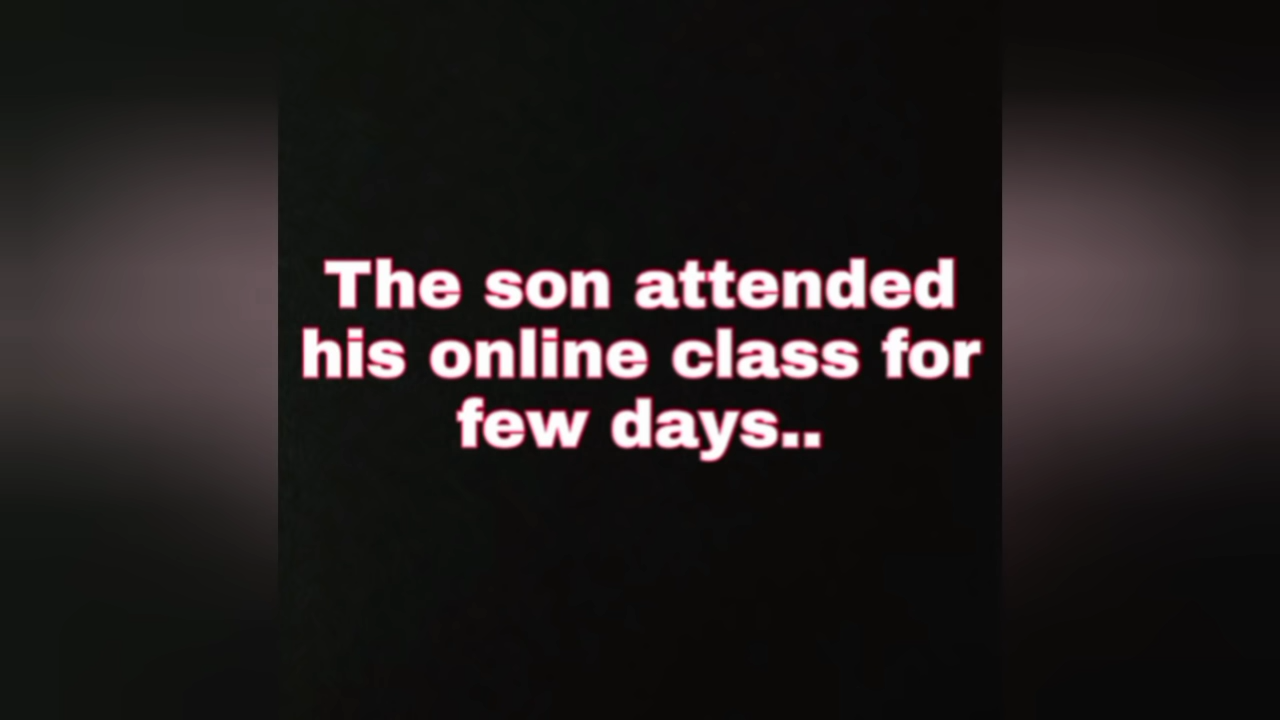 The son attended
his online class for
few days..